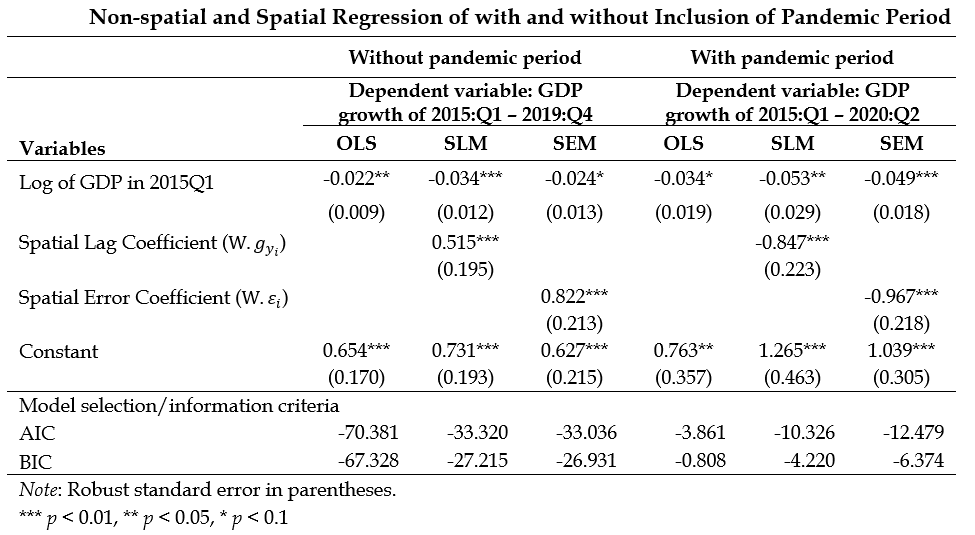 Non-spatial and Spatial Regression of with and without Inclusion of Pandemic Period
Without pandemic period With pandemic period
Dependent variable: GDP growth of 2015:Q1 – 2019:Q4 Dependent variable: GDP growth of 2015:Q1 – 2020:Q2
Variables OLS SLM SEM OLS SLM SEM
Log of GDP in 2015Q1 -0.022** -0.034*** -0.024* -0.034* -0.053** -0.049***
(0.009) (0.012) (0.013) (0.019) (0.029) (0.018)
Spatial Lag Coefficient (W. g_{y_i}) 0.515*** -0.847***
(0.195) (0.223)
Spatial Error Coefficient (W. ε_i) 0.822*** -0.967***
(0.213) (0.218)
Constant 0.654*** 0.731*** 0.627*** 0.763** 1.265*** 1.039***
(0.170) (0.193) (0.215) (0.357) (0.463) (0.305)
Model selection/information criteria
AIC -70.381 -33.320 -33.036 -3.861 -10.326 -12.479
BIC -67.328 -27.215 -26.931 -0.808 -4.220 -6.374
Note: Robust standard error in parentheses.
*** p < 0.01, ** p < 0.05, * p < 0.1